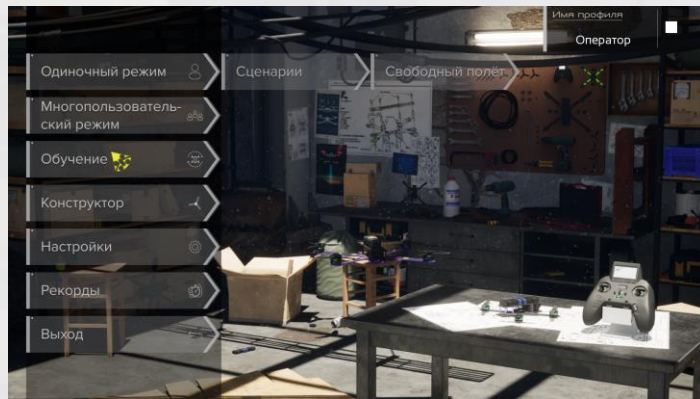 Имя профиля
Оператор
Одиночный режим
Сценарии
Свободный полёт
Многопользователь-
ский режим
Обучение
Конструктор
Настройки
Рекорды
Выход